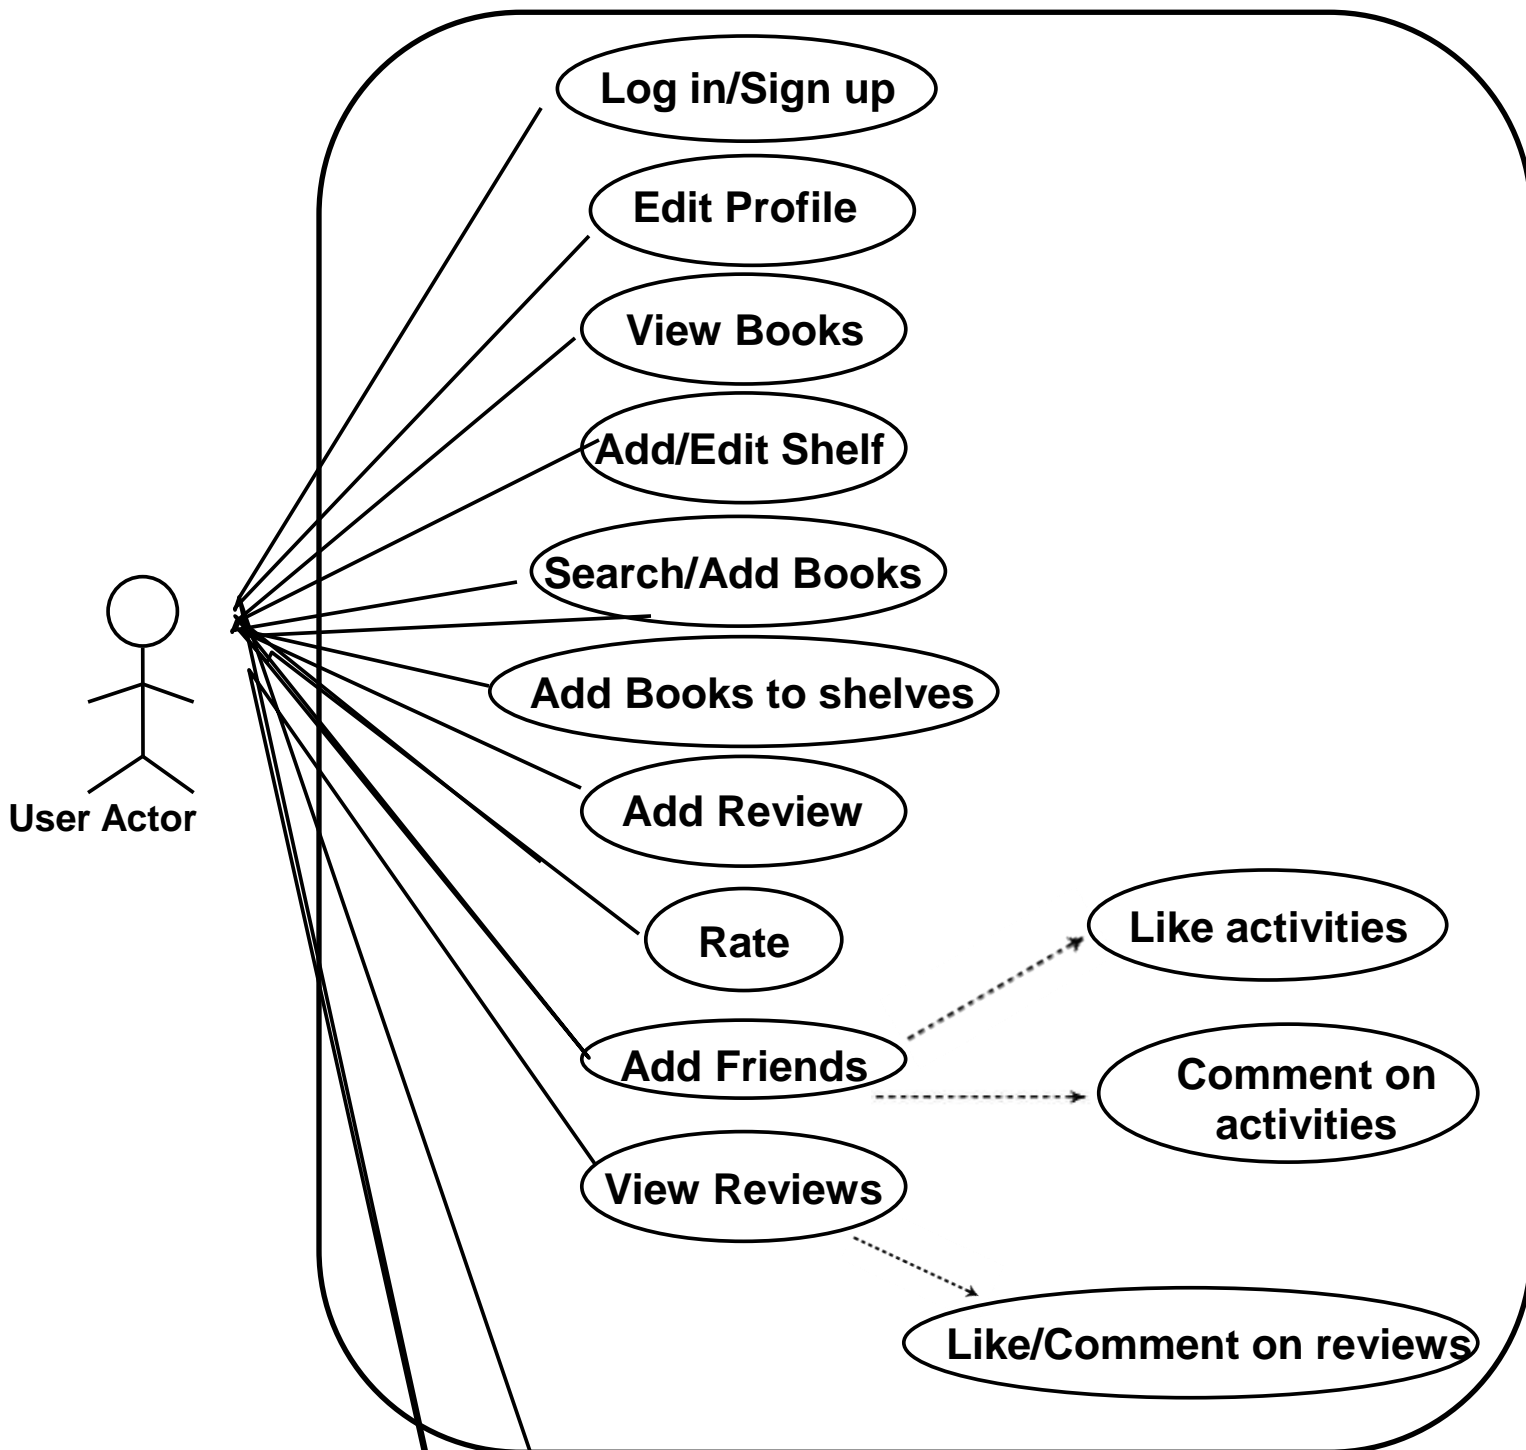 Log in/Sign up
Edit Profile
View Books
Add/Edit Shelf
Search/Add Books
Add Books to shelves
User Actor
Add Review
Rate
Like activities
Add Friends
Comment on
activities
View Reviews
Like/Comment on reviews